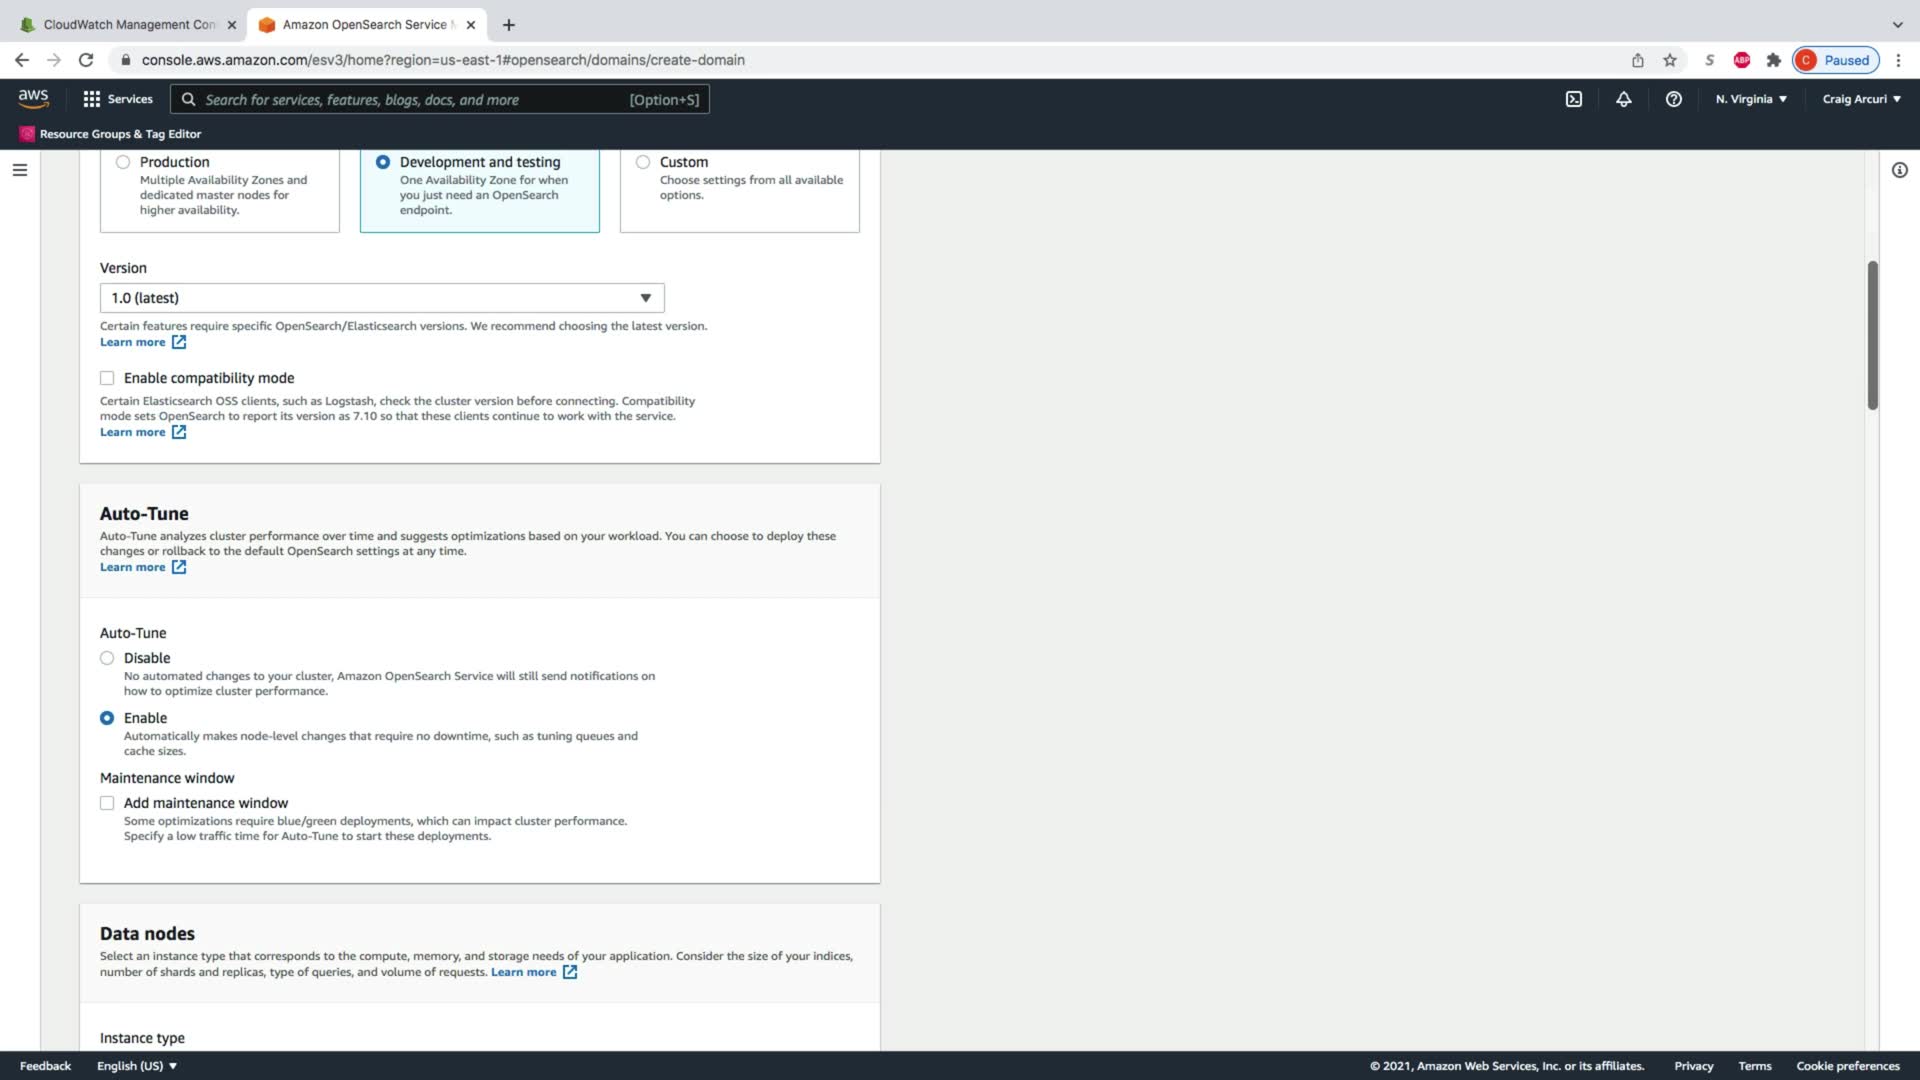 CloudWatch Management Con
Amazon OpenSearch Service M
console.aws.amazon.com/esv3/home?region=us-east-1#opensearch/domains/create-domain
S
ABP
C
Paused
aws
Services
Search for services, features, blogs, docs, and more
[Option+S]
N. Virginia ▼
Craig Arcuri ▼
Resource Groups & Tag Editor
Production
Multiple Availability Zones and
dedicated master nodes for
higher availability.
Development and testing
One Availability Zone for when
you just need an OpenSearch
endpoint.
Custom
Choose settings from all available
options.
Version
1.0 (latest)
Certain features require specific OpenSearch/Elasticsearch versions. We recommend choosing the latest version.
Learn more
Enable compatibility mode
Certain Elasticsearch OSS clients, such as Logstash, check the cluster version before connecting. Compatibility
mode sets OpenSearch to report its version as 7.10 so that these clients continue to work with the service.
Learn more
Auto-Tune
Auto-Tune analyzes cluster performance over time and suggests optimizations based on your workload. You can choose to deploy these
changes or rollback to the default OpenSearch settings at any time.
Learn more
Auto-Tune
Disable
No automated changes to your cluster, Amazon OpenSearch Service will still send notifications on
how to optimize cluster performance.
Enable
Automatically makes node-level changes that require no downtime, such as tuning queues and
cache sizes.
Maintenance window
Add maintenance window
Some optimizations require blue/green deployments, which can impact cluster performance.
Specify a low traffic time for Auto-Tune to start these deployments.
Data nodes
Select an instance type that corresponds to the compute, memory, and storage needs of your application. Consider the size of your indices,
number of shards and replicas, type of queries, and volume of requests. Learn more
Instance type
Feedback
English (US) ▼
© 2021, Amazon Web Services, Inc. or its affiliates.
Privacy
Terms
Cookie preferences